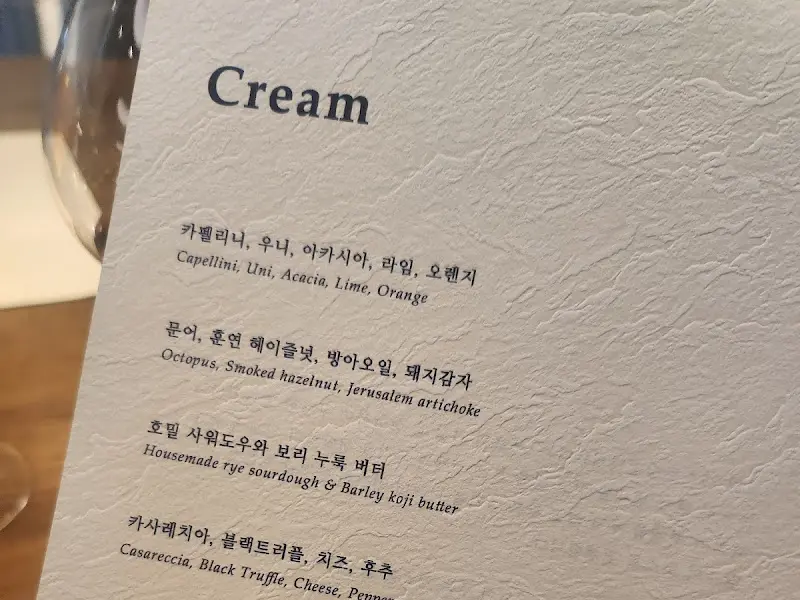 Cream
카펠리니, 우니, 아카시아, 라임, 오렌지
Capellini, Uni, Acacia, Lime, Orange
문어, 훈연 헤이즐넛, 방아오일, 돼지감자
Octopus, Smoked hazelnut, Jerusalem artichoke
호밀 사워도우와 보리 누룩 버터
Housemade rye sourdough & Barley koji butter
카사레치아, 블랙트러플, 치즈, 후추
Casareccia, Black Truffle, Cheese, Pepper